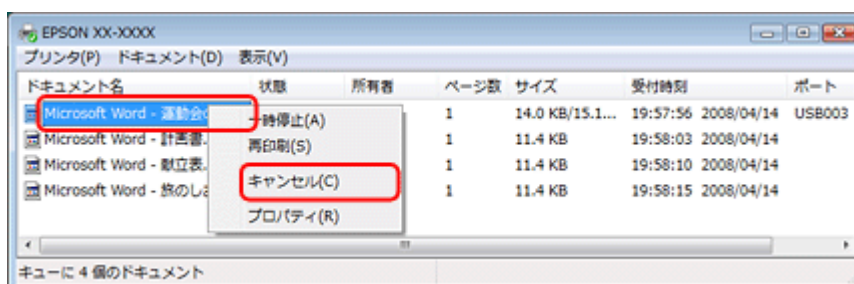 EPSON XX-XXXX
プリンタ(P) ドキュメント(D) 表示(V)
ドキュメント名 状態 所有者 ページ数 サイズ 受付時刻 ポート
Microsoft Word - 運動会 1 14.0 KB/15.1... 19:57:56 2008/04/14 USB003
一時停止(A)
Microsoft Word - 計画書. 1 11.4 KB 19:58:03 2008/04/14
再印刷(S)
Microsoft Word - 献立表. 1 11.4 KB 19:58:10 2008/04/14
キャンセル(C)
Microsoft Word - 旅のし 1 11.4 KB 19:58:15 2008/04/14
プロパティ(R)
キューに 4 個のドキュメント